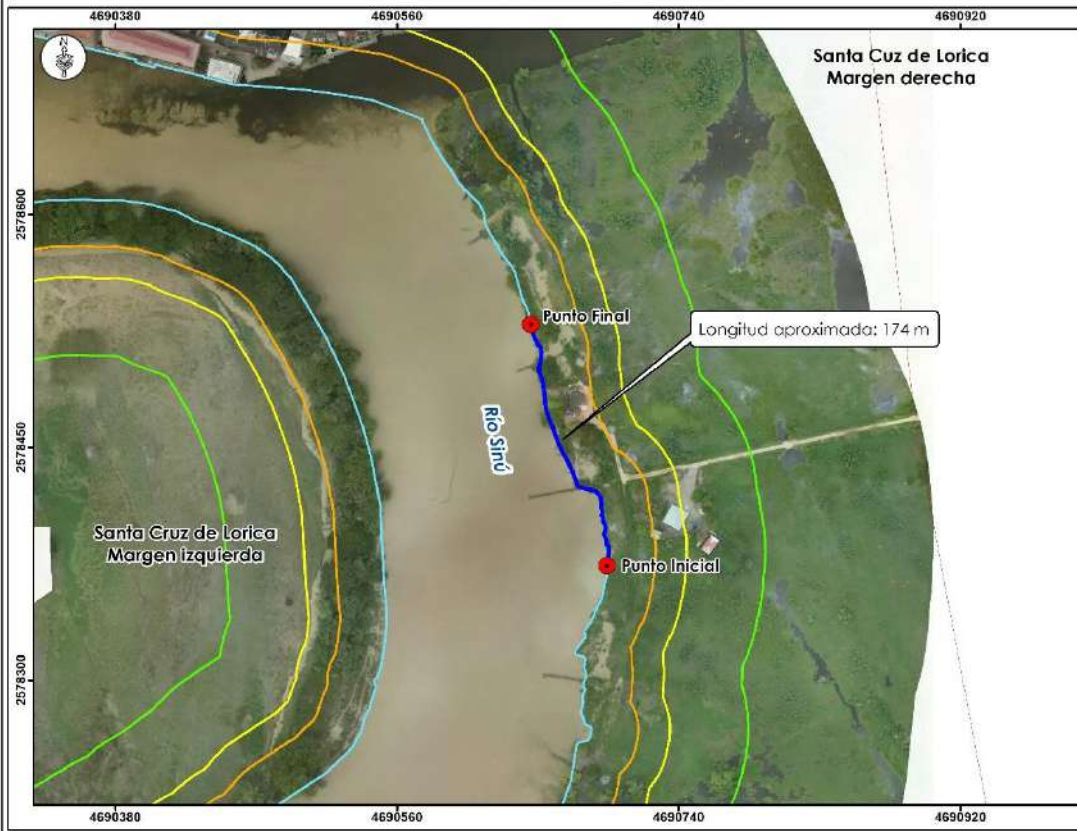 4690380
4690560
4690740
4690920
N
Santa Cuz de Lorica
Margen derecha
2578600
Punto Final
Longitud aproximada: 174 m
Río Sinú
2578450
Santa Cruz de Lorica
Margen izquierda
Punto Inicial
2578300
4690380
4690560
4690740
4690920